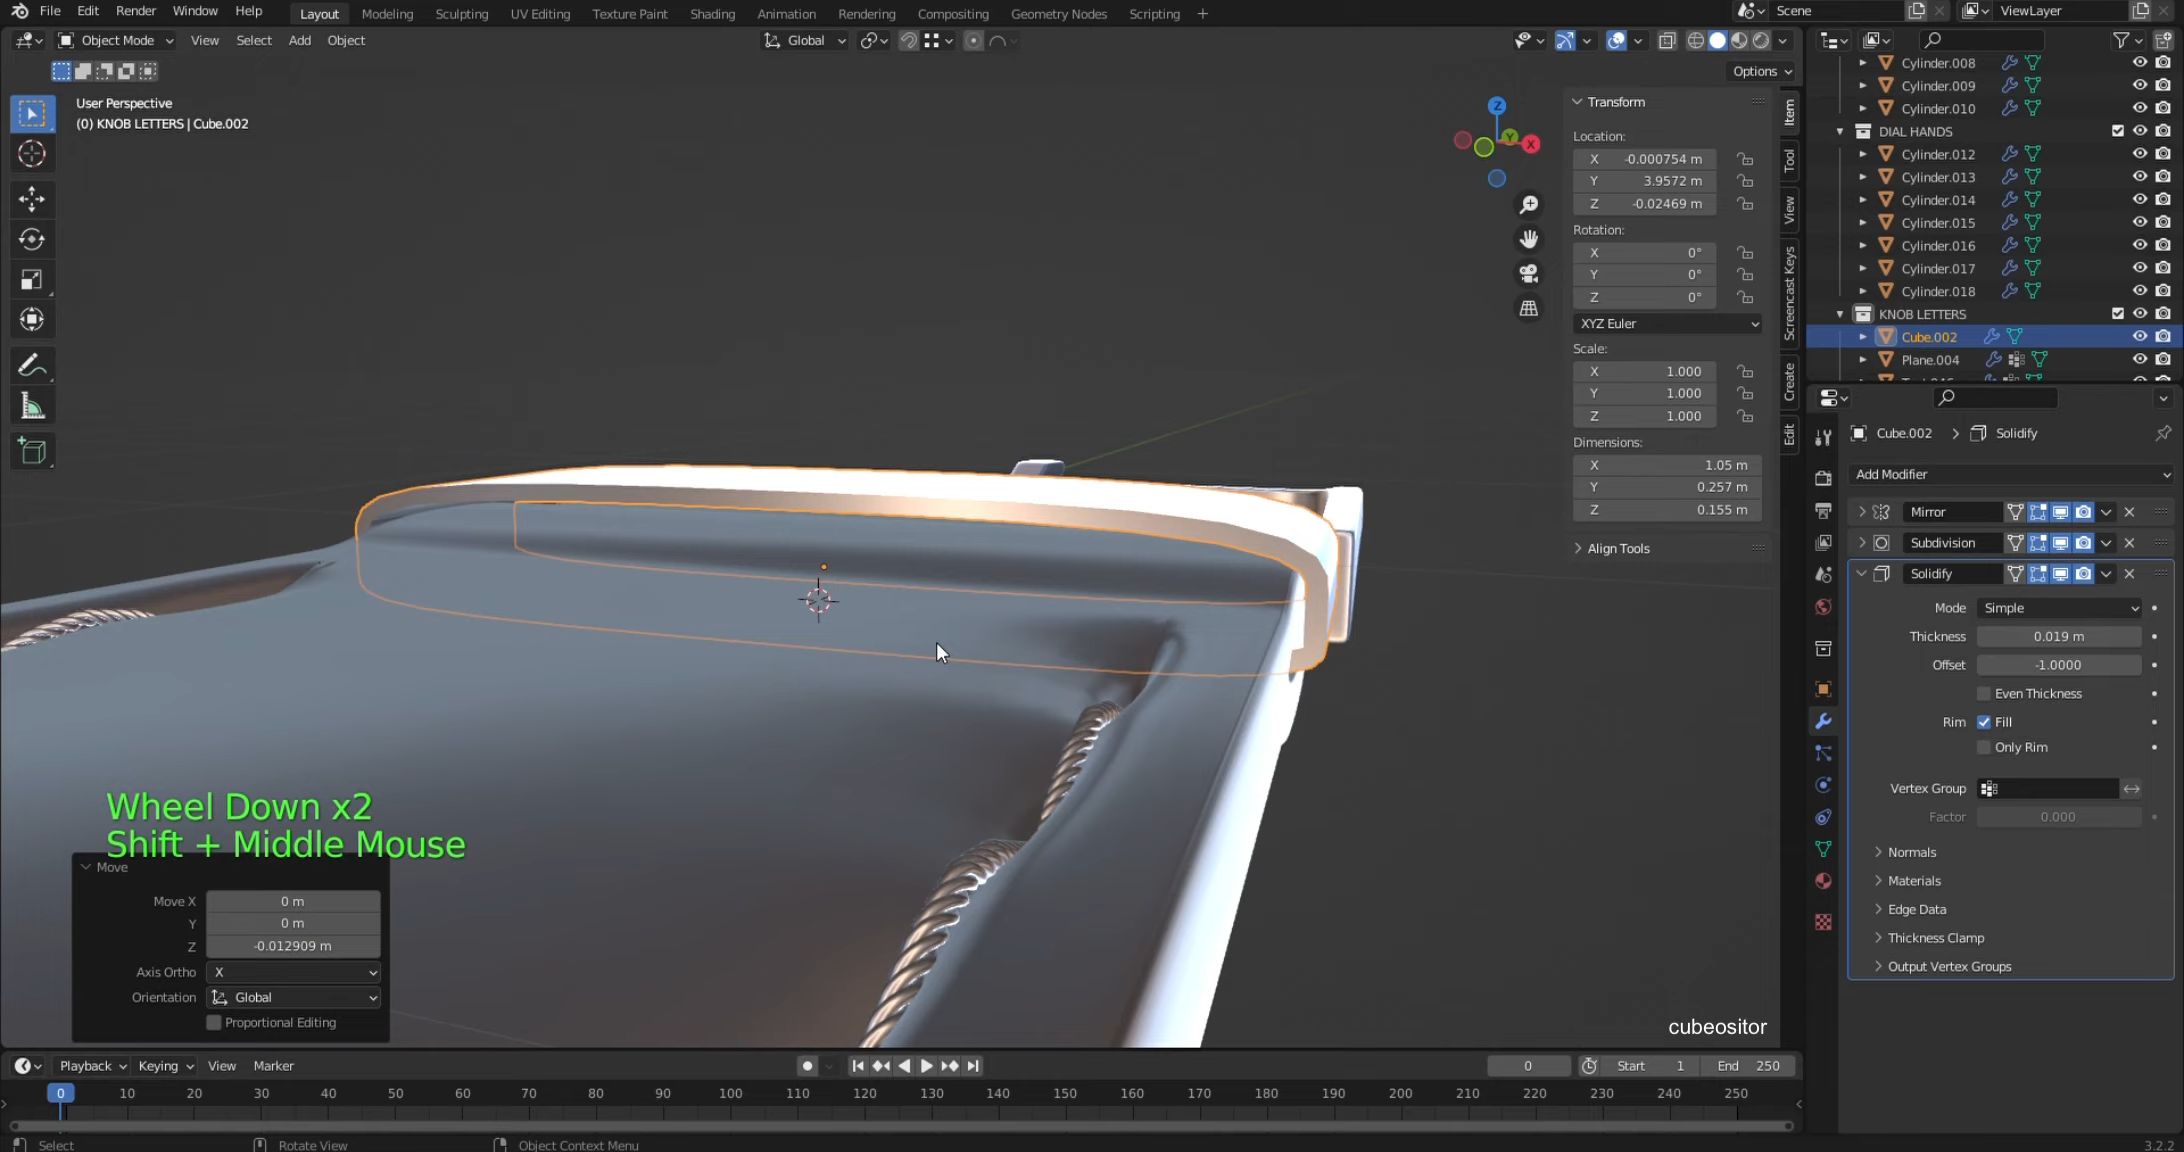 File Edit Render Window Help Layout Modeling Sculpting UV Editing Texture Paint Shading Animation Rendering Compositing Geometry Nodes Scripting + Scene ViewLayer
Object Mode View Select Add Object Global
Options
User Perspective
(0) KNOB LETTERS | Cube.002
Z
Y
X
Transform
Location:
X -0.000754 m
Y 3.9572 m
Z -0.02469 m
Rotation:
X 0°
Y 0°
Z 0°
XYZ Euler
Scale:
X 1.000
Y 1.000
Z 1.000
Dimensions:
X 1.05 m
Y 0.257 m
Z 0.155 m
Align Tools
Item
Tool
View
Screencast Keys
Create
Edit
Cylinder.008
Cylinder.009
Cylinder.010
DIAL HANDS
Cylinder.012
Cylinder.013
Cylinder.014
Cylinder.015
Cylinder.016
Cylinder.017
Cylinder.018
KNOB LETTERS
Cube.002
Plane.004
Cube.002 > Solidify
Add Modifier
Mirror
Subdivision
Solidify
Mode Simple
Thickness 0.019 m
Offset -1.0000
Even Thickness
Rim Fill
Only Rim
Vertex Group
Factor 0.000
Normals
Materials
Edge Data
Thickness Clamp
Output Vertex Groups
Wheel Down x2
Shift + Middle Mouse
Move
Move X 0 m
Y 0 m
Z -0.012909 m
Axis Ortho X
Orientation Global
Proportional Editing
cubeositor
Playback Keying View Marker 0 Start 1 End 250
0 10 20 30 40 50 60 70 80 90 100 110 120 130 140 150 160 170 180 190 200 210 220 230 240 250
Select Rotate View Object Context Menu 3.2.2